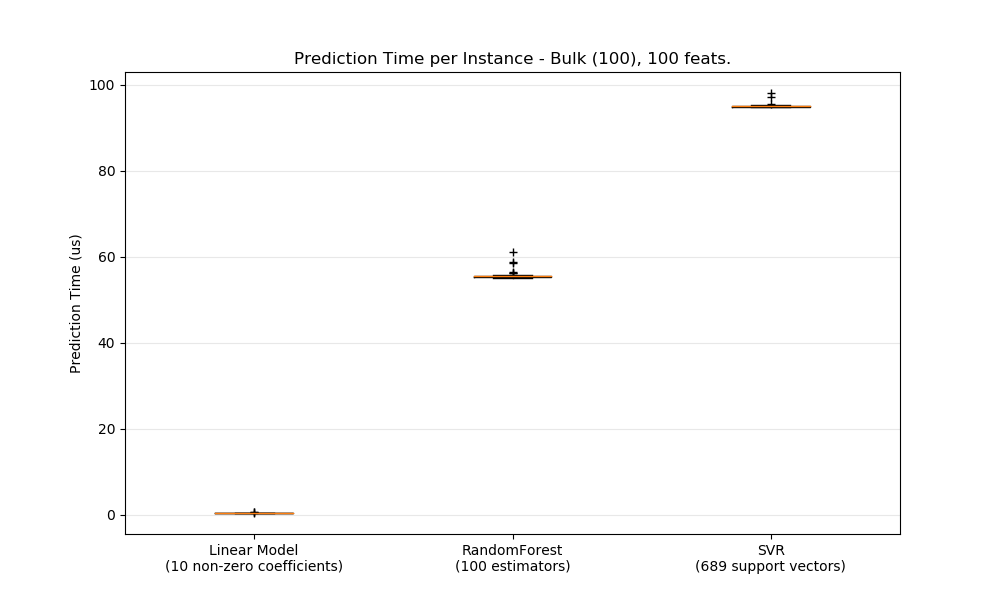 Prediction Time per Instance - Bulk (100), 100 feats.
Prediction Time (us)
100
80
60
40
20
0
Linear Model
(10 non-zero coefficients)
RandomForest
(100 estimators)
SVR
(689 support vectors)